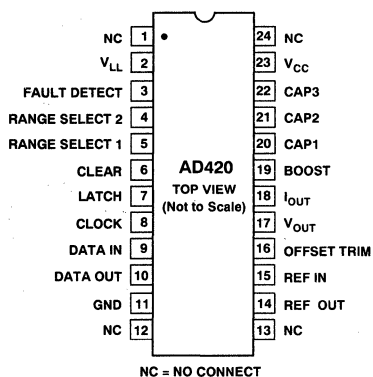 NC 1 24 NC
VLL 2 23 VCC
FAULT DETECT 3 22 CAP3
RANGE SELECT 2 4 21 CAP2
RANGE SELECT 1 5 20 CAP1
CLEAR 6 19 BOOST
LATCH 7 18 IOUT
CLOCK 8 17 VOUT
DATA IN 9 16 OFFSET TRIM
DATA OUT 10 15 REF IN
GND 11 14 REF OUT
NC 12 13 NC
AD420
TOP VIEW
(Not to Scale)
NC = NO CONNECT